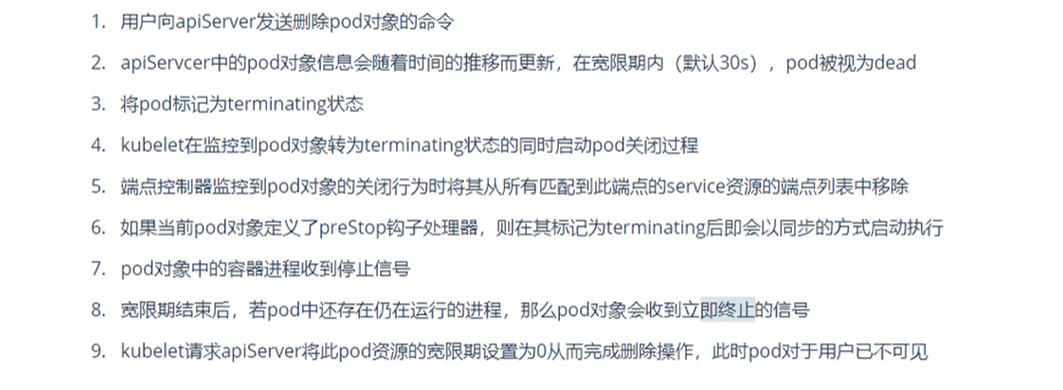 1. 用户向apiServer发送删除pod对象的命令
2. apiServcer中的pod对象信息会随着时间的推移而更新，在宽限期内（默认30s），pod被视为dead
3. 将pod标记为terminating状态
4. kubelet在监控到pod对象转为terminating状态的同时启动pod关闭过程
5. 端点控制器监控到pod对象的关闭行为时将其从所有匹配到此端点的service资源的端点列表中移除
6. 如果当前pod对象定义了preStop钩子处理器，则在其标记为terminating后即会以同步的方式启动执行
7. pod对象中的容器进程收到停止信号
8. 宽限期结束后，若pod中还存在仍在运行的进程，那么pod对象会收到立即终止的信号
9. kubelet请求apiServer将此pod资源的宽限期设置为0从而完成删除操作，此时pod对于用户已不可见